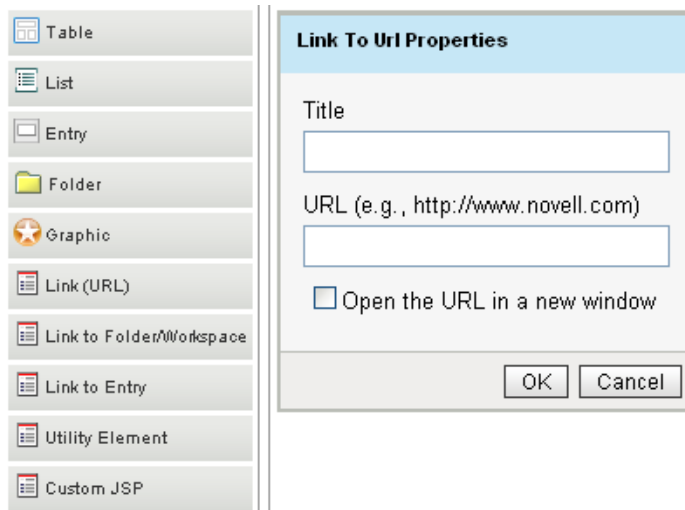 Table
List
Entry
Folder
Graphic
Link (URL)
Link to Folder/Workspace
Link to Entry
Utility Element
Custom JSP
Link To Url Properties
Title
URL (e.g., http://www.novell.com)
Open the URL in a new window
OK Cancel